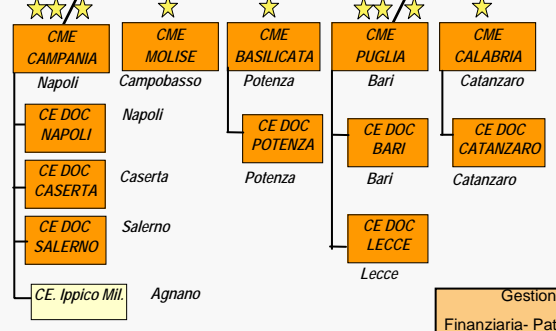 CME
CAMPANIA
CME
MOLISE
CME
BASILICATA
CME
PUGLIA
CME
CALABRIA
Napoli
Campobasso
Potenza
Bari
Catanzaro
CE DOC
NAPOLI
Napoli
CE DOC
POTENZA
Potenza
CE DOC
BARI
Bari
CE DOC
CATANZARO
Catanzaro
CE DOC
CASERTA
Caserta
CE DOC
SALERNO
Salerno
CE DOC
LECCE
Lecce
CE. Ippico Mil.
Agnano
Gestion
Finanziaria- Pat